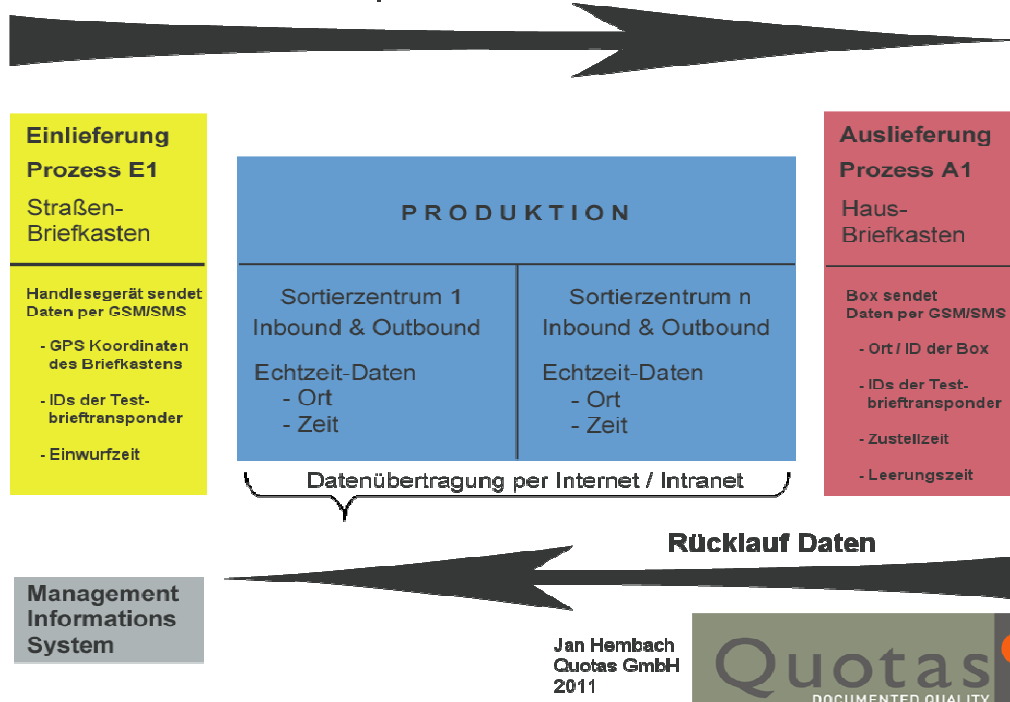 Einlieferung
Prozess E1
Straßen-
Briefkasten
Handlesegerät sendet
Daten per GSM/SMS
- GPS Koordinaten
des Briefkastens
- IDs der Test-
brieftransponder
- Einwurfzeit
PRODUKTION
Sortierzentrum 1
Inbound & Outbound
Echtzeit-Daten
- Ort
- Zeit
Sortierzentrum n
Inbound & Outbound
Echtzeit-Daten
- Ort
- Zeit
Datenübertragung per Internet / Intranet
Auslieferung
Prozess A1
Haus-
Briefkasten
Box sendet
Daten per GSM/SMS
- Ort / ID der Box
- IDs der Test-
brieftransponder
- Zustellzeit
- Leerungszeit
Rücklauf Daten
Management
Informations
System
Jan Hembach
Quotas GmbH
2011
Quotas
DOCUMENTED QUALITY